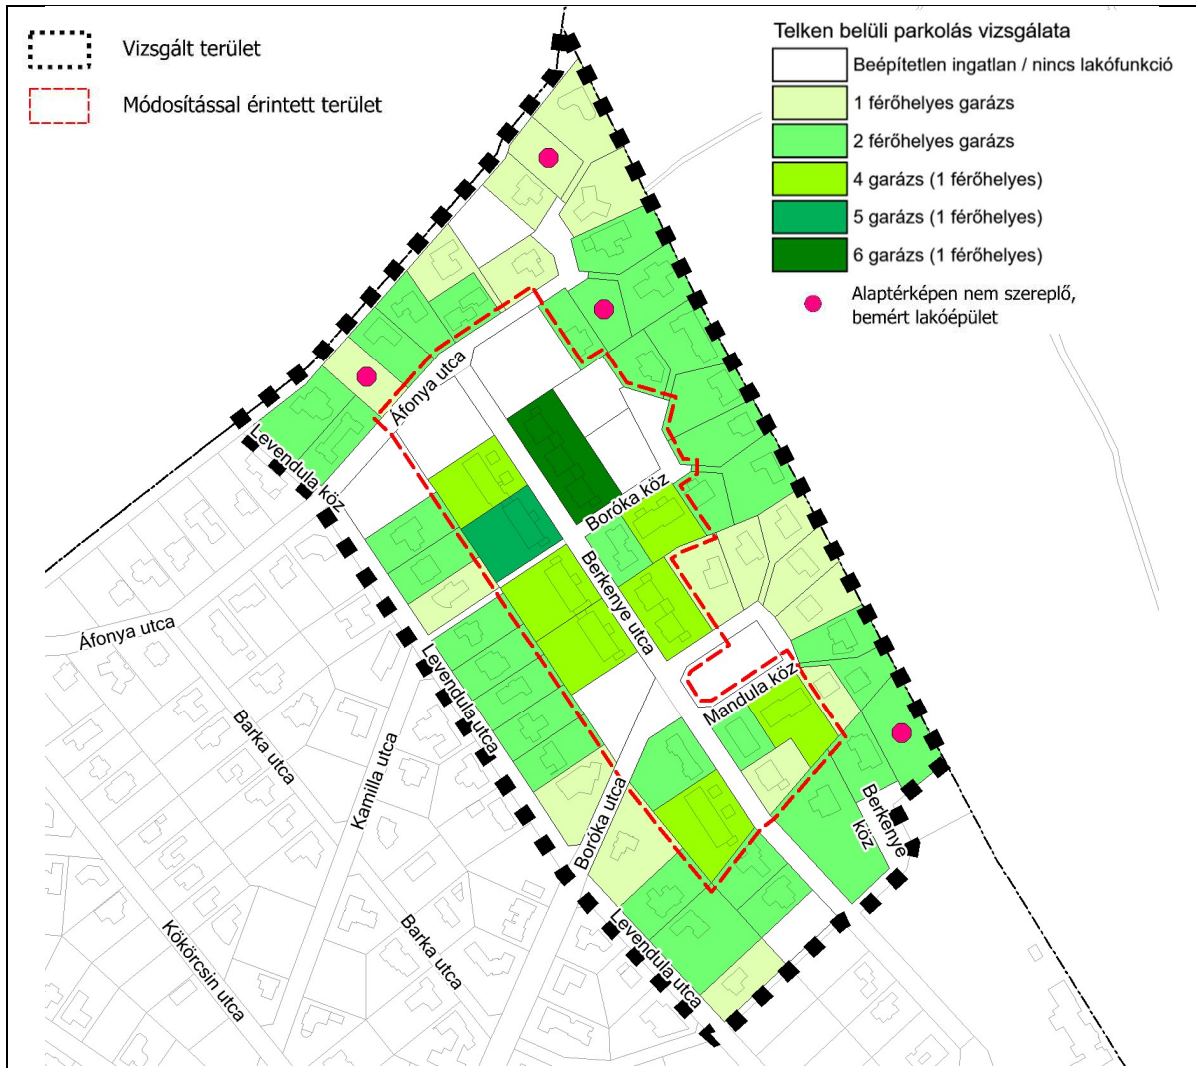 Vizsgált terület
Módosítással érintett terület
Telken belüli parkolás vizsgálata
Beépítetlen ingatlan / nincs lakófunkció
1 férőhelyes garázs
2 férőhelyes garázs
4 garázs (1 férőhelyes)
5 garázs (1 férőhelyes)
6 garázs (1 férőhelyes)
Alaptérképen nem szereplő,
bemért lakóépület
Áfonya utca
Levendula köz
Boróka köz
Berkenye utca
Áfonya utca
Levendula utca
Mandula köz
Barka utca
Kamilla utca
Boróka utca
Berkenye
köz
Kökörcsin utca
Barka utca
Levendula utca